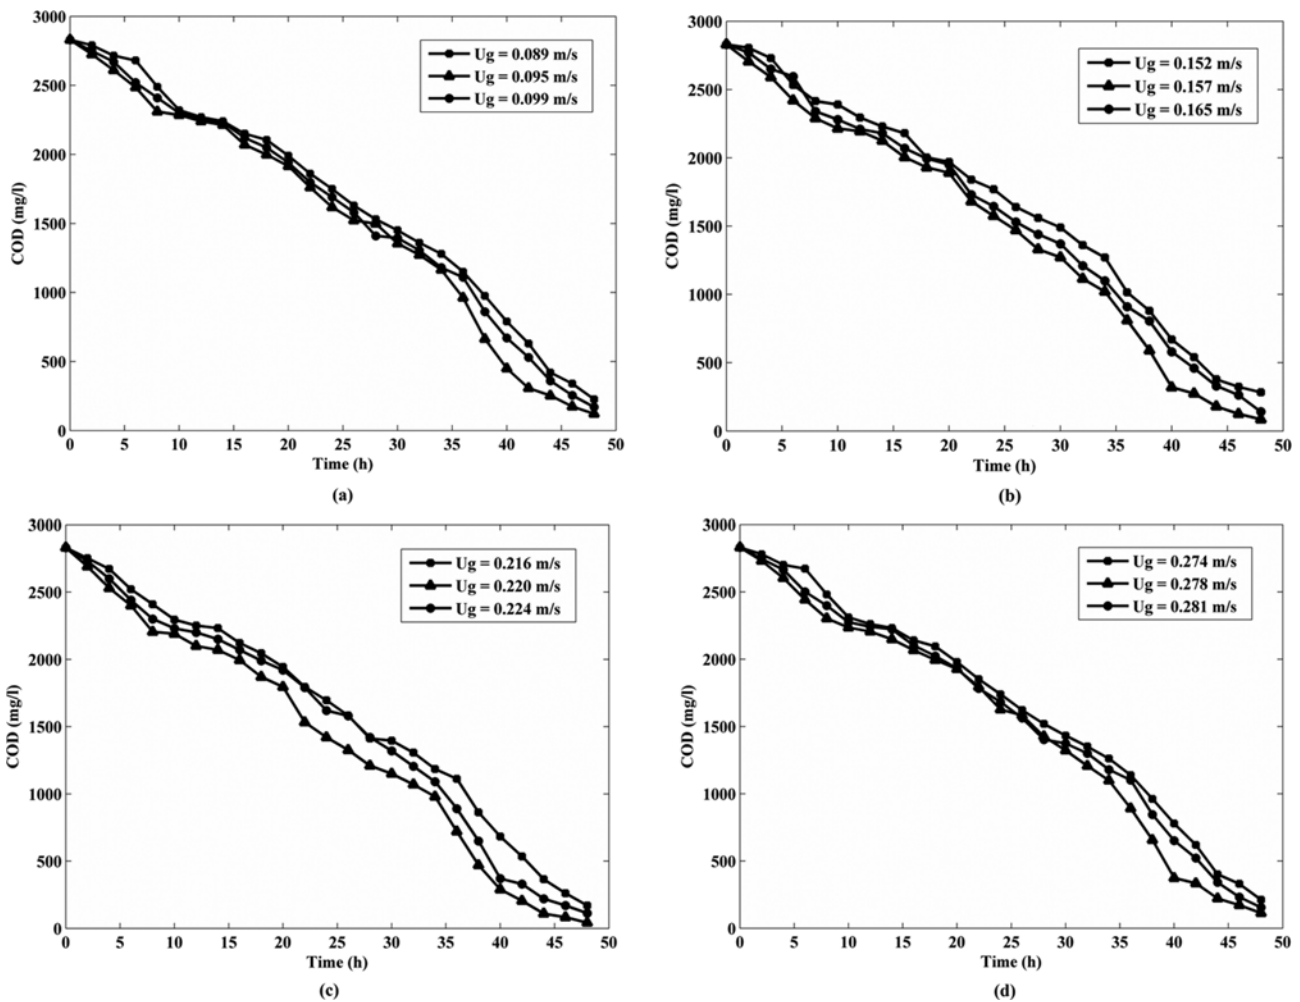 3000
2500
2000
1500
1000
500
0
COD (mg/l)
Ug = 0.089 m/s
Ug = 0.095 m/s
Ug = 0.099 m/s
0 5 10 15 20 25 30 35 40 45 50
Time (h)
(a)
3000
2500
2000
1500
1000
500
0
COD (mg/l)
Ug = 0.152 m/s
Ug = 0.157 m/s
Ug = 0.165 m/s
0 5 10 15 20 25 30 35 40 45 50
Time (h)
(b)
3000
2500
2000
1500
1000
500
0
COD (mg/l)
Ug = 0.216 m/s
Ug = 0.220 m/s
Ug = 0.224 m/s
0 5 10 15 20 25 30 35 40 45 50
Time (h)
(c)
3000
2500
2000
1500
1000
500
0
COD (mg/l)
Ug = 0.274 m/s
Ug = 0.278 m/s
Ug = 0.281 m/s
0 5 10 15 20 25 30 35 40 45 50
Time (h)
(d)